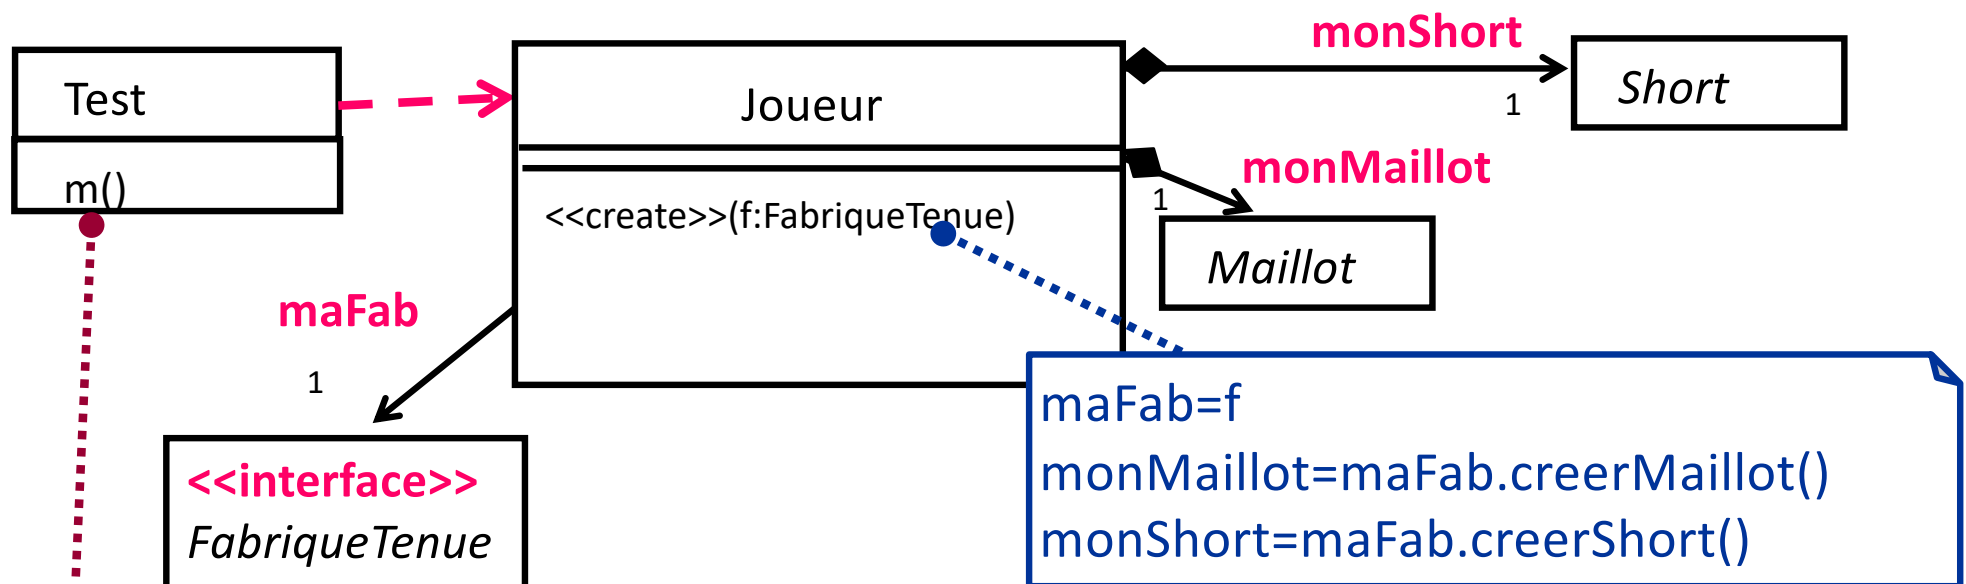 monShort
Test
Joueur
Short
1
m()
monMaillot
1
<<create>>(f:FabriqueTenue)
Maillot
maFab
1
maFab=f
<<interface>>
monMaillot=maFab.creerMaillot()
FabriqueTenue
monShort=maFab.creerShort()